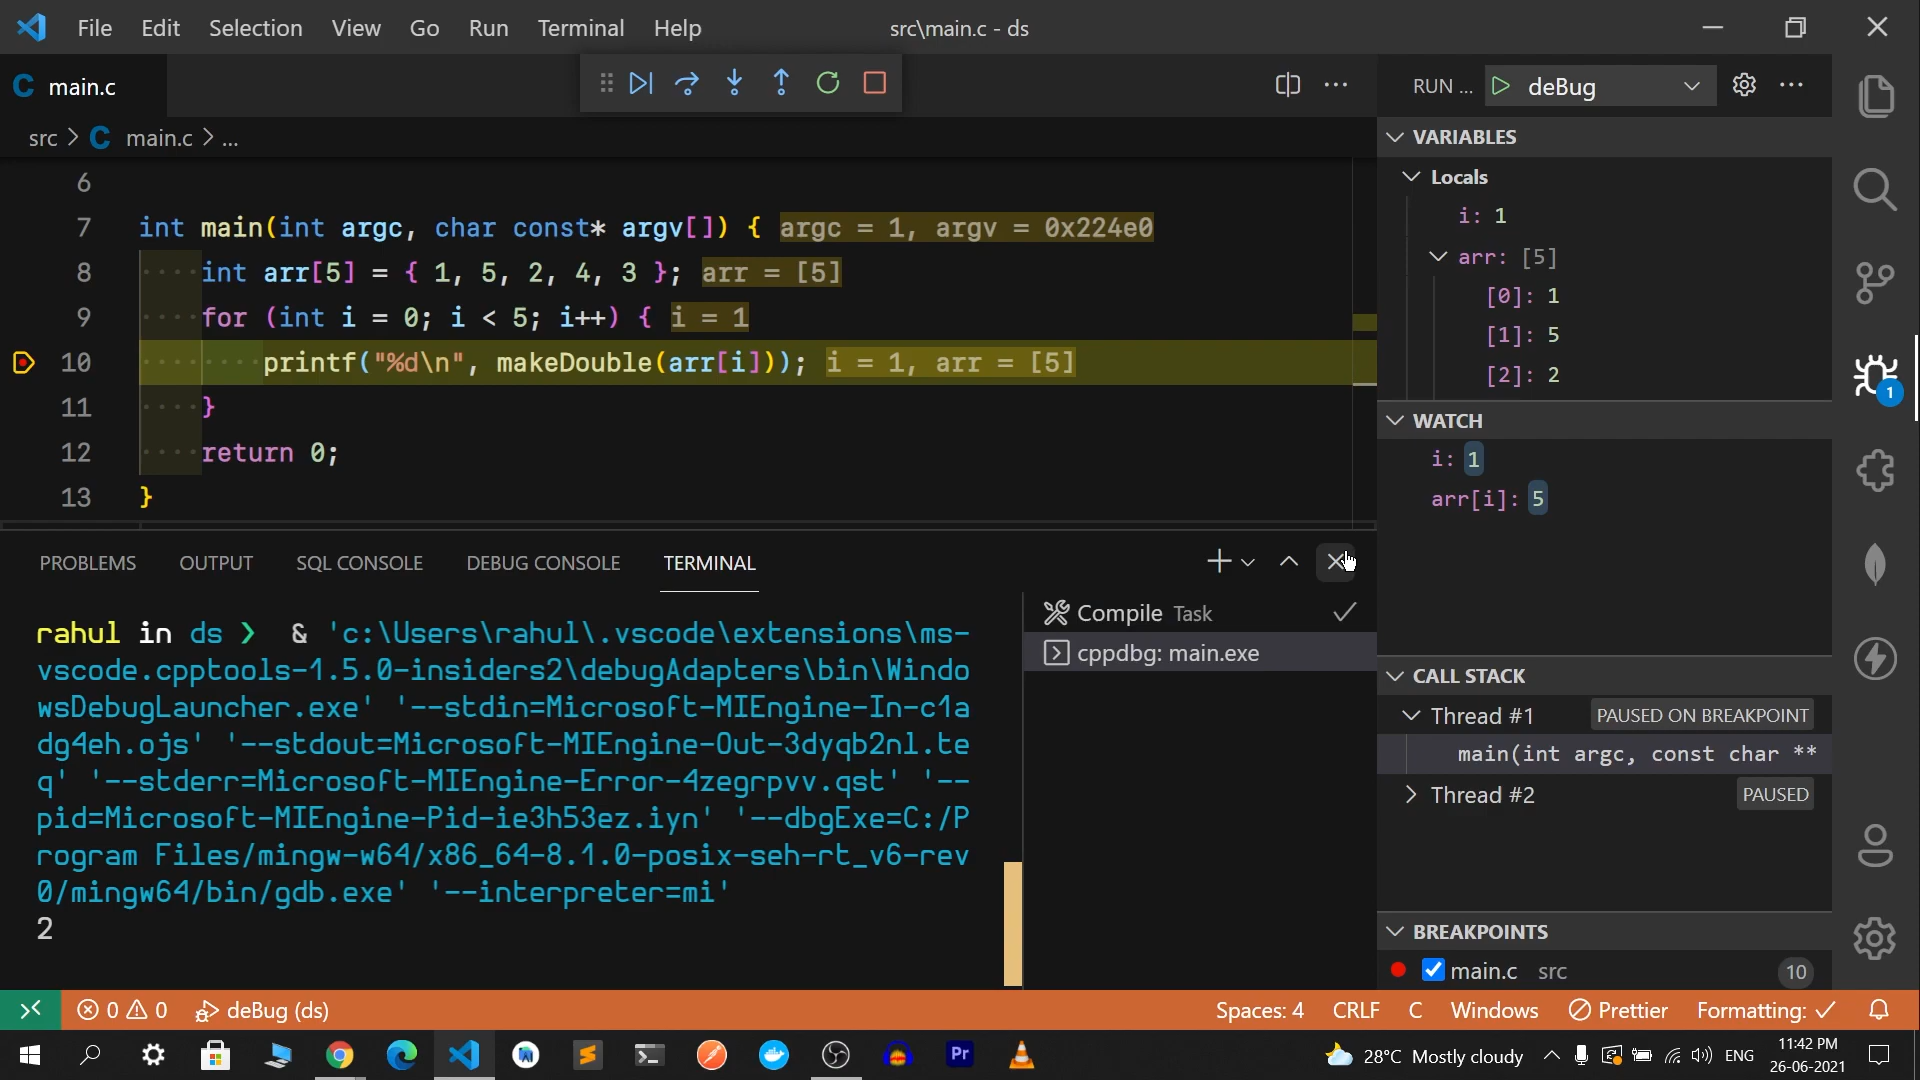 File Edit Selection View Go Run Terminal Help src\main.c - ds
C main.c RUN ... deBug
src > C main.c > ...
6
7 int main(int argc, char const* argv[]) { argc = 1, argv = 0x224e0
8 ····int arr[5] = { 1, 5, 2, 4, 3 }; arr = [5]
9 ····for (int i = 0; i < 5; i++) { i = 1
10 ········printf("%d\n", makeDouble(arr[i])); i = 1, arr = [5]
11 ····}
12 ····return 0;
13 }
VARIABLES
Locals
i: 1
arr: [5]
[0]: 1
[1]: 5
[2]: 2
WATCH
i: 1
arr[i]: 5
CALL STACK
Thread #1 PAUSED ON BREAKPOINT
main(int argc, const char **
Thread #2 PAUSED
BREAKPOINTS
main.c src 10
1
PROBLEMS OUTPUT SQL CONSOLE DEBUG CONSOLE TERMINAL
Compile Task
cppdbg: main.exe
rahul in ds ❯ & 'c:\Users\rahul\.vscode\extensions\ms-
vscode.cpptools-1.5.0-insiders2\debugAdapters\bin\Windo
wsDebugLauncher.exe' '--stdin=Microsoft-MIEngine-In-c1a
dg4eh.ojs' '--stdout=Microsoft-MIEngine-Out-3dyqb2nl.te
q' '--stderr=Microsoft-MIEngine-Error-4zegrpvv.qst' '--
pid=Microsoft-MIEngine-Pid-ie3h53ez.iyn' '--dbgExe=C:/P
rogram Files/mingw-w64/x86_64-8.1.0-posix-seh-rt_v6-rev
0/mingw64/bin/gdb.exe' '--interpreter=mi'
2
0 0 deBug (ds) Spaces: 4 CRLF C Windows Prettier Formatting: ✓
Pr 28°C Mostly cloudy ENG 11:42 PM
26-06-2021